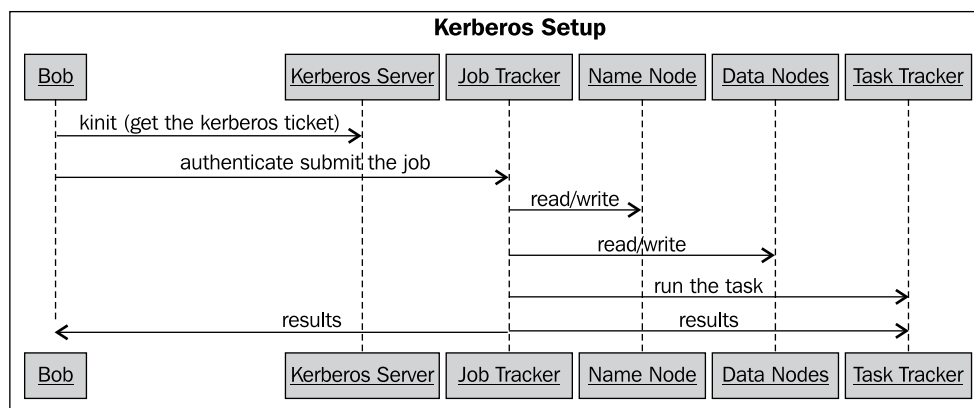 Kerberos Setup
Bob
Kerberos Server
Job Tracker
Name Node
Data Nodes
Task Tracker
kinit (get the kerberos ticket)
authenticate submit the job
read/write
read/write
run the task
results
results
Bob
Kerberos Server
Job Tracker
Name Node
Data Nodes
Task Tracker